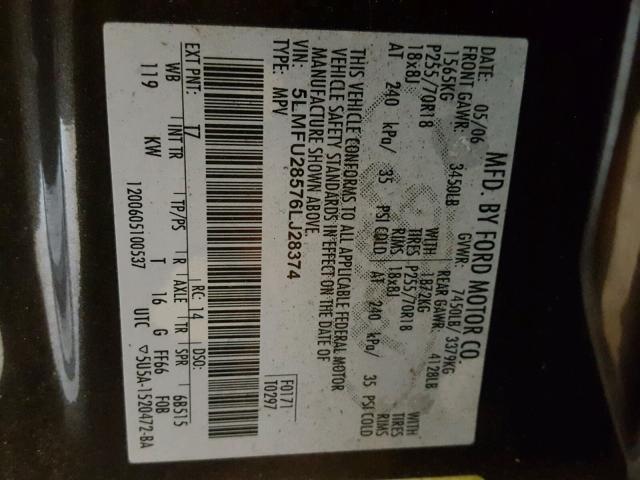 MFD. BY FORD MOTOR CO.
DATE: 05/06 GVWR: 7450LB/ 3379KG
FRONT GAWR: 3450LB REAR GAWR: 4128LB
1565KG WITH 1872KG WITH
P255/70R18 TIRES P255/70R18 TIRES
18x8J RIMS 18x8J RIMS
AT 240 kPa/ 35 PSI COLD AT 240 kPa/ 35 PSI COLD
THIS VEHICLE CONFORMS TO ALL APPLICABLE FEDERAL MOTOR
VEHICLE SAFETY STANDARDS IN EFFECT ON THE DATE OF
MANUFACTURE SHOWN ABOVE.
VIN: 5LMFU28576LJ28374 F0171
TYPE: MPV T0297
EXT PNT: T7 RC: 14 DSO:
WB INT TR TP/PS R AXLE TR SPR 6B515
119 KW T 16 G FF66 F0B
1200605100537 UTC ▽5U5A-1520472-BA